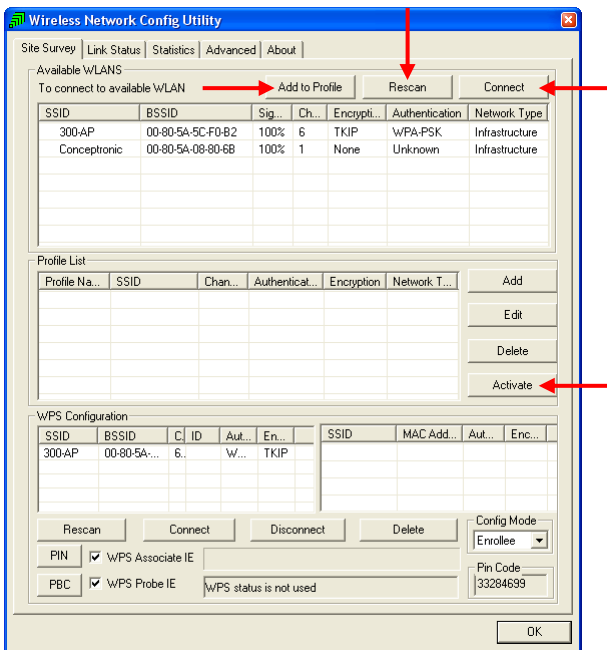 Wireless Network Config Utility
Site Survey Link Status Statistics Advanced About
Available WLANS
To connect to available WLAN Add to Profile Rescan Connect
SSID BSSID Sig... Ch... Encrypti... Authentication Network Type
300-AP 00-80-5A-5C-F0-B2 100% 6 TKIP WPA-PSK Infrastructure
Conceptronic 00-80-5A-08-80-6B 100% 1 None Unknown Infrastructure
Profile List
Profile Na... SSID Chan... Authenticat... Encryption Network T...
Add
Edit
Delete
Activate
WPS Configuration
SSID BSSID C. ID Aut... En...
300-AP 00-80-5A-... 6.. W... TKIP
SSID MAC Add... Aut... Enc...
Rescan Connect Disconnect Delete
Config Mode
Enrollee
PIN WPS Associate IE
PBC WPS Probe IE WPS status is not used
Pin Code
33284699
OK